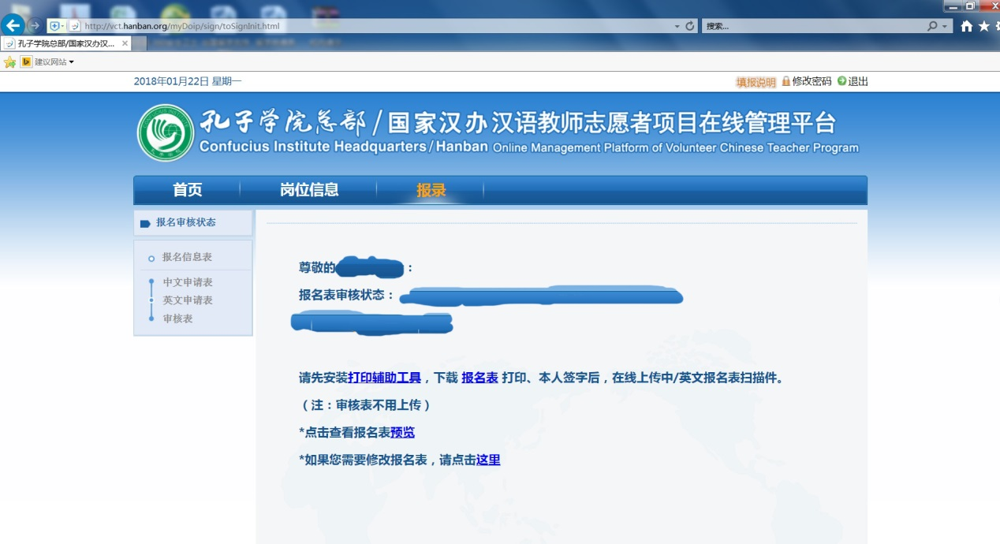 http://vct.hanban.org/myDoip/sign/toSignInit.html
搜索...
孔子学院总部/国家汉办汉...
建议网站
2018年01月22日 星期一
填报说明 修改密码 退出
孔子学院总部/国家汉办 汉语教师志愿者项目在线管理平台
Confucius Institute Headquarters/Hanban Online Management Platform of Volunteer Chinese Teacher Program
首页 岗位信息 报录
报名审核状态
报名信息表
中文申请表
英文申请表
审核表
尊敬的 :
报名表审核状态:
请先安装打印辅助工具,下载 报名表 打印、本人签字后,在线上传中/英文报名表扫描件。
(注:审核表不用上传)
*点击查看报名表预览
*如果您需要修改报名表,请点击这里